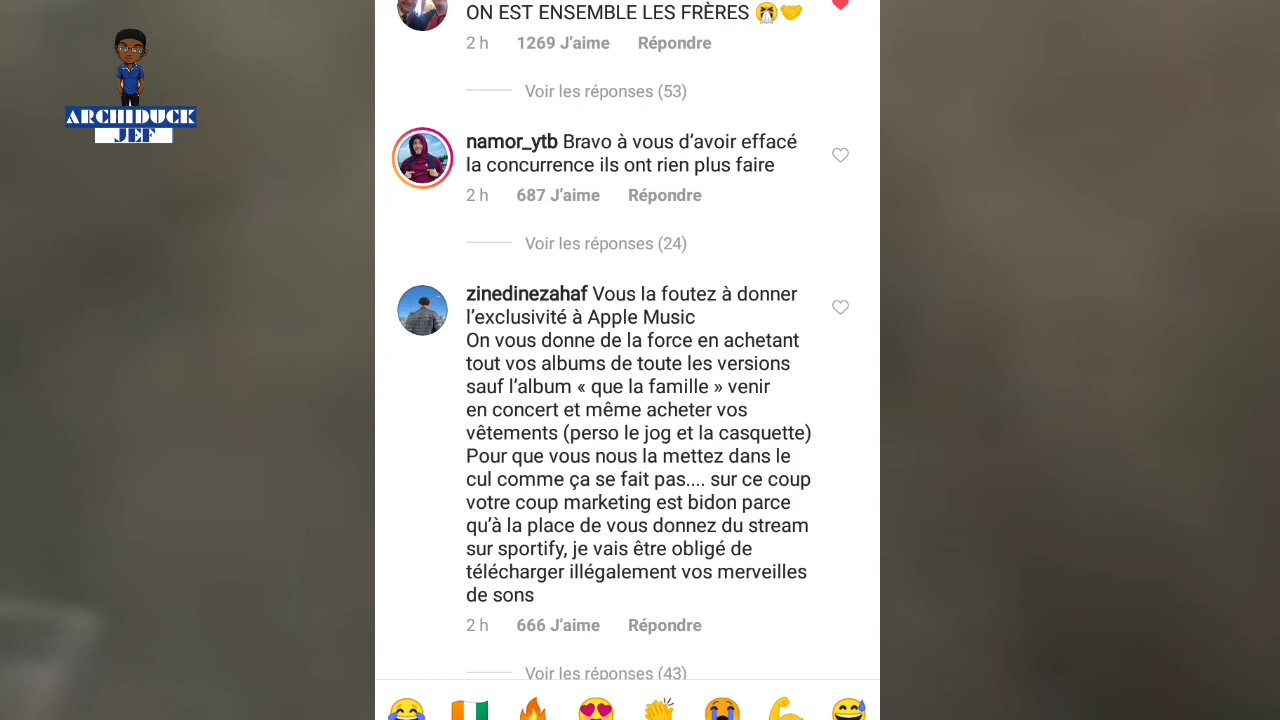 ON EST ENSEMBLE LES FRÈRES
2 h 1269 J’aime Répondre
Voir les réponses (53)
ARCHIDUCK
JEF
namor_ytb Bravo à vous d’avoir effacé
la concurrence ils ont rien plus faire
2 h 687 J’aime Répondre
Voir les réponses (24)
zinedinezahaf Vous la foutez à donner
l’exclusivité à Apple Music
On vous donne de la force en achetant
tout vos albums de toute les versions
sauf l’album « que la famille » venir
en concert et même acheter vos
vêtements (perso le jog et la casquette)
Pour que vous nous la mettez dans le
cul comme ça se fait pas.... sur ce coup
votre coup marketing est bidon parce
qu’à la place de vous donnez du stream
sur sportify, je vais être obligé de
télécharger illégalement vos merveilles
de sons
2 h 666 J’aime Répondre
Voir les réponses (43)